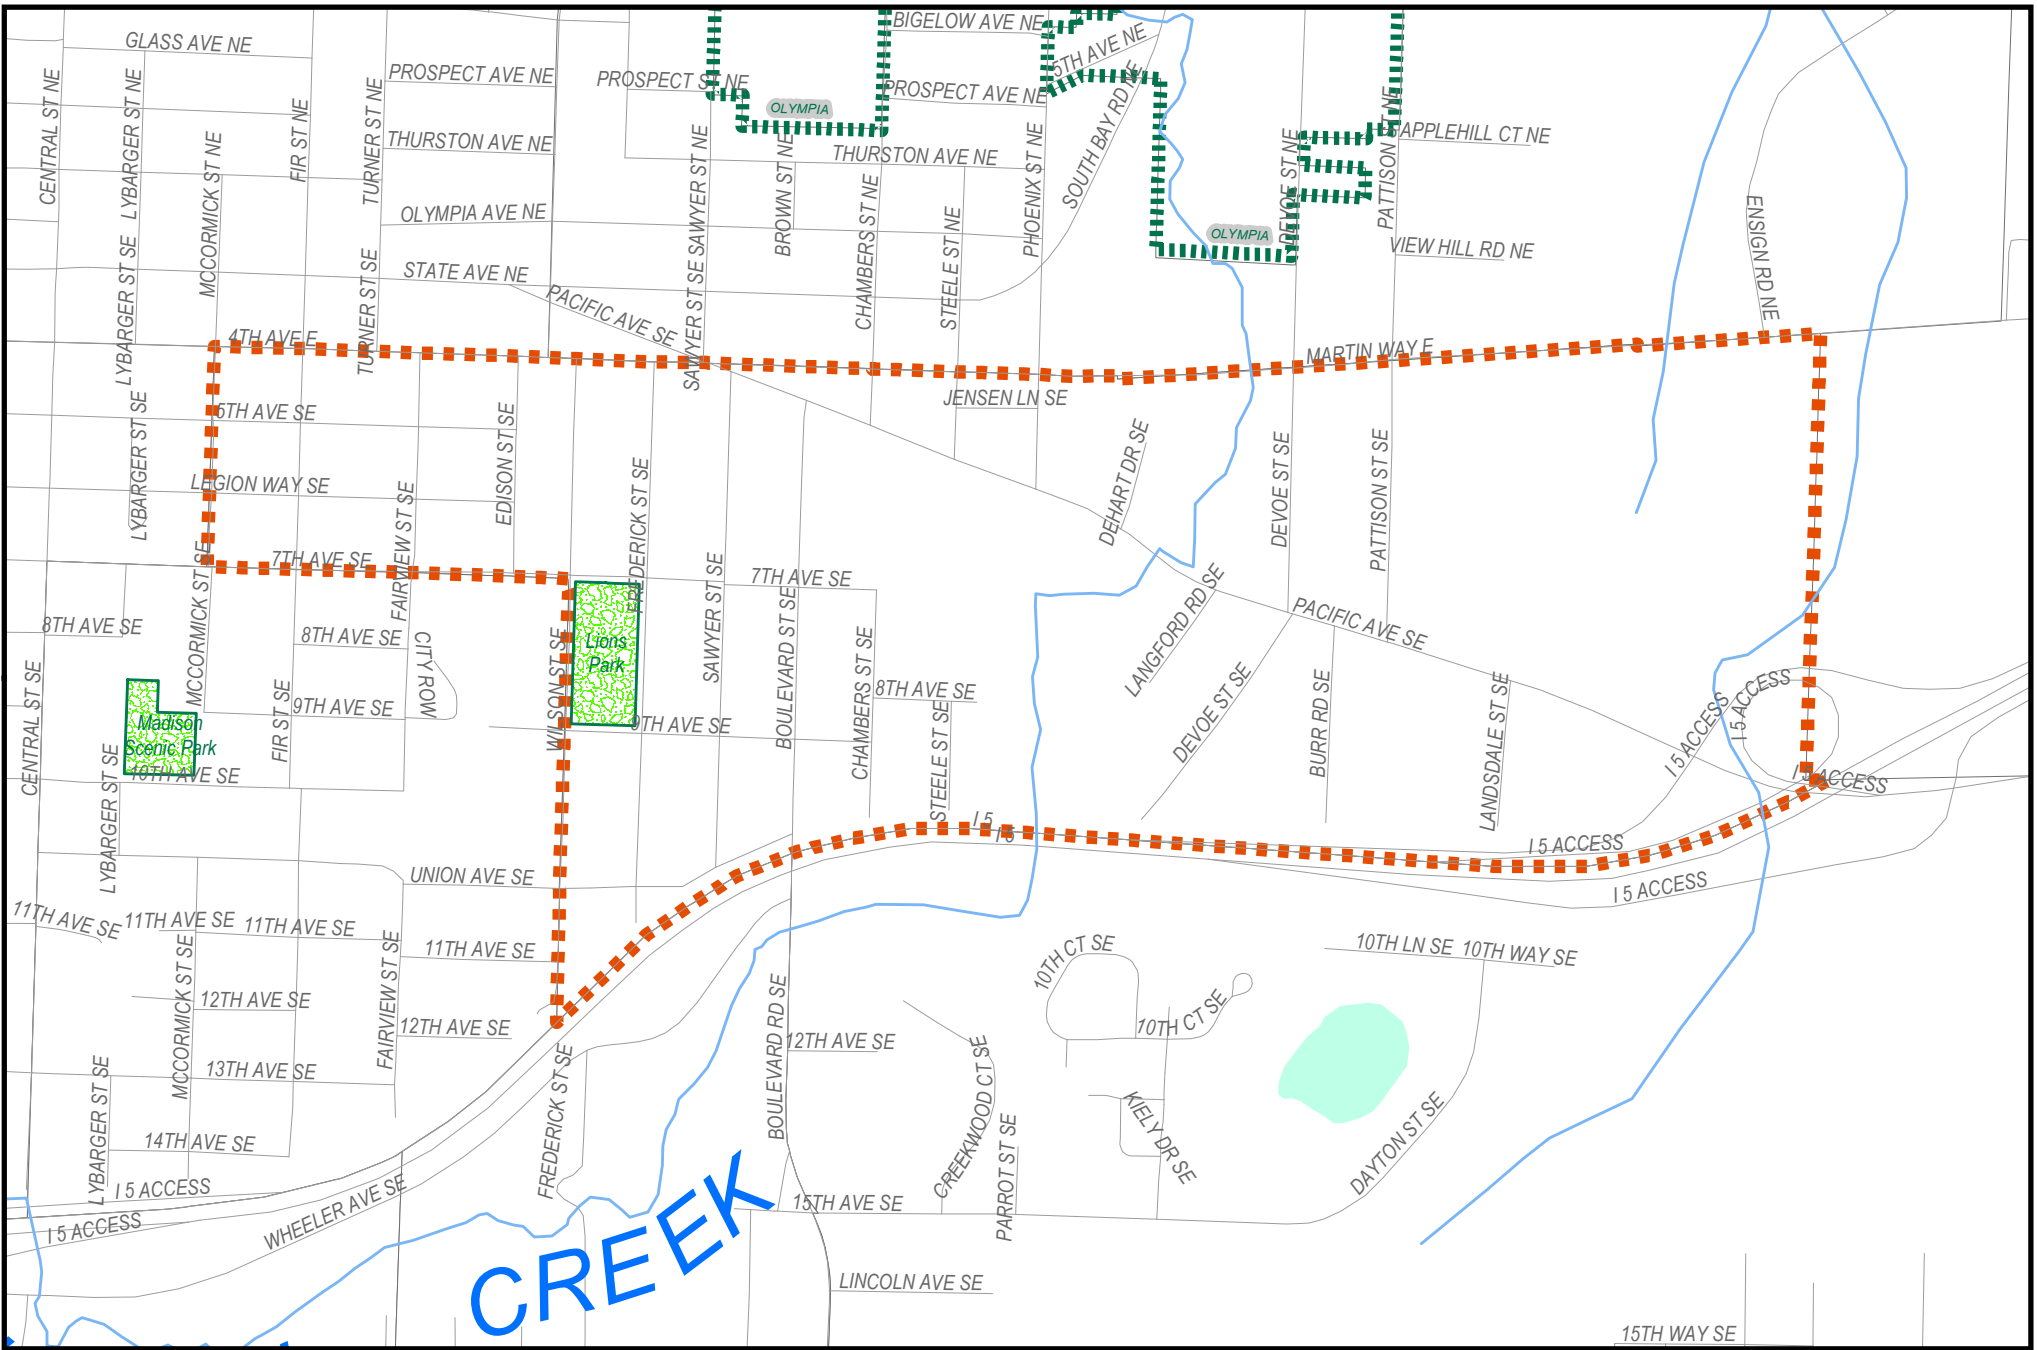 BIGELOW AVE NE
GLASS AVE NE
5TH AVE NE
PROSPECT AVE NE
PROSPECT ST NE
PROSPECT AVE NE
OLYMPIA
CENTRAL ST NE
LYBARGER ST NE
FIR ST NE
TURNER ST NE
SOUTH BAY RD NE
APPLEHILL CT NE
THURSTON AVE NE
THURSTON AVE NE
MCCORMICK ST NE
SAWYER ST NE
BROWN ST NE
CHAMBERS ST NE
STEELE ST NE
PHOENIX ST NE
DEVOE ST NE
PATTISON ST NE
OLYMPIA AVE NE
OLYMPIA
VIEW HILL RD NE
ENSIGN RD NE
STATE AVE NE
LYBARGER ST SE
TURNER ST SE
SAWYER ST SE
PACIFIC AVE SE
4TH AVE E
MARTIN WAY E
JENSEN LN SE
5TH AVE SE
LYBARGER ST SE
EDISON ST SE
FREDERICK ST SE
DEHART DR SE
DEVOE ST SE
PATTISON ST SE
LEGION WAY SE
FAIRVIEW ST SE
7TH AVE SE
7TH AVE SE
MCCORMICK ST SE
SAWYER ST SE
BOULEVARD ST SE
LANGFORD RD SE
PACIFIC AVE SE
8TH AVE SE
8TH AVE SE
CITY ROW
WILSON ST SE
Lions
Park
CHAMBERS ST SE
8TH AVE SE
DEVOE ST SE
BURR RD SE
LANDSDALE ST SE
I 5 ACCESS
I 5 ACCESS
CENTRAL ST SE
FIR ST SE
9TH AVE SE
9TH AVE SE
STEELE ST SE
Madison
Scenic Park
10TH AVE SE
I 5 ACCESS
LYBARGER ST SE
I 5
I 5
I 5 ACCESS
UNION AVE SE
I 5 ACCESS
11TH AVE SE
11TH AVE SE
11TH AVE SE
11TH AVE SE
10TH CT SE
10TH LN SE
10TH WAY SE
MCCORMICK ST SE
FAIRVIEW ST SE
12TH AVE SE
12TH AVE SE
BOULEVARD RD SE
12TH AVE SE
10TH CT SE
13TH AVE SE
LYBARGER ST SE
FREDERICK ST SE
CREEKWOOD CT SE
KIELY DR SE
DAYTON ST SE
14TH AVE SE
PARROT ST SE
I 5 ACCESS
I 5 ACCESS
WHEELER AVE SE
15TH AVE SE
CREEK
LINCOLN AVE SE
15TH WAY SE